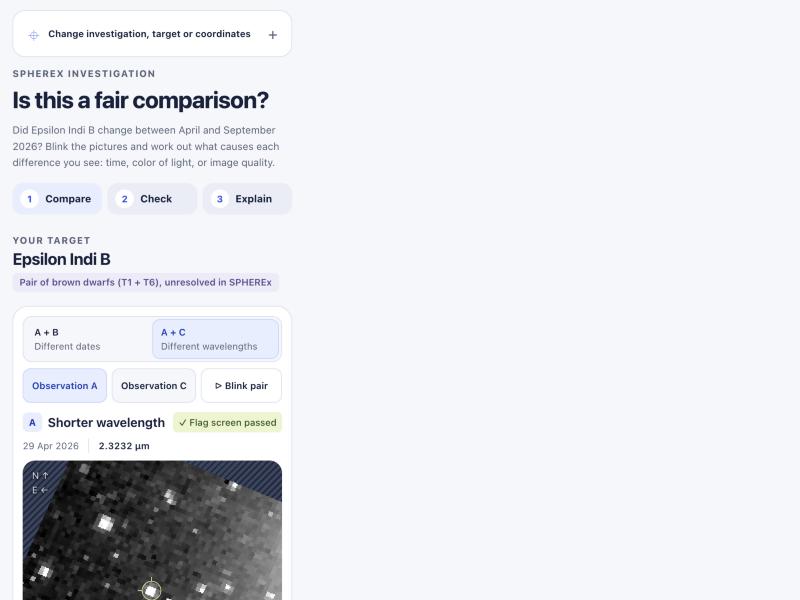 Change investigation, target or coordinates +
SPHEREX INVESTIGATION
Is this a fair comparison?
Did Epsilon Indi B change between April and September
2026? Blink the pictures and work out what causes each
difference you see: time, color of light, or image quality.
1 Compare 2 Check 3 Explain
YOUR TARGET
Epsilon Indi B
Pair of brown dwarfs (T1 + T6), unresolved in SPHEREx
A + B A + C
Different dates Different wavelengths
Observation A Observation C ▷ Blink pair
A Shorter wavelength ✓ Flag screen passed
29 Apr 2026 2.3232 μm
N ↑
E ←